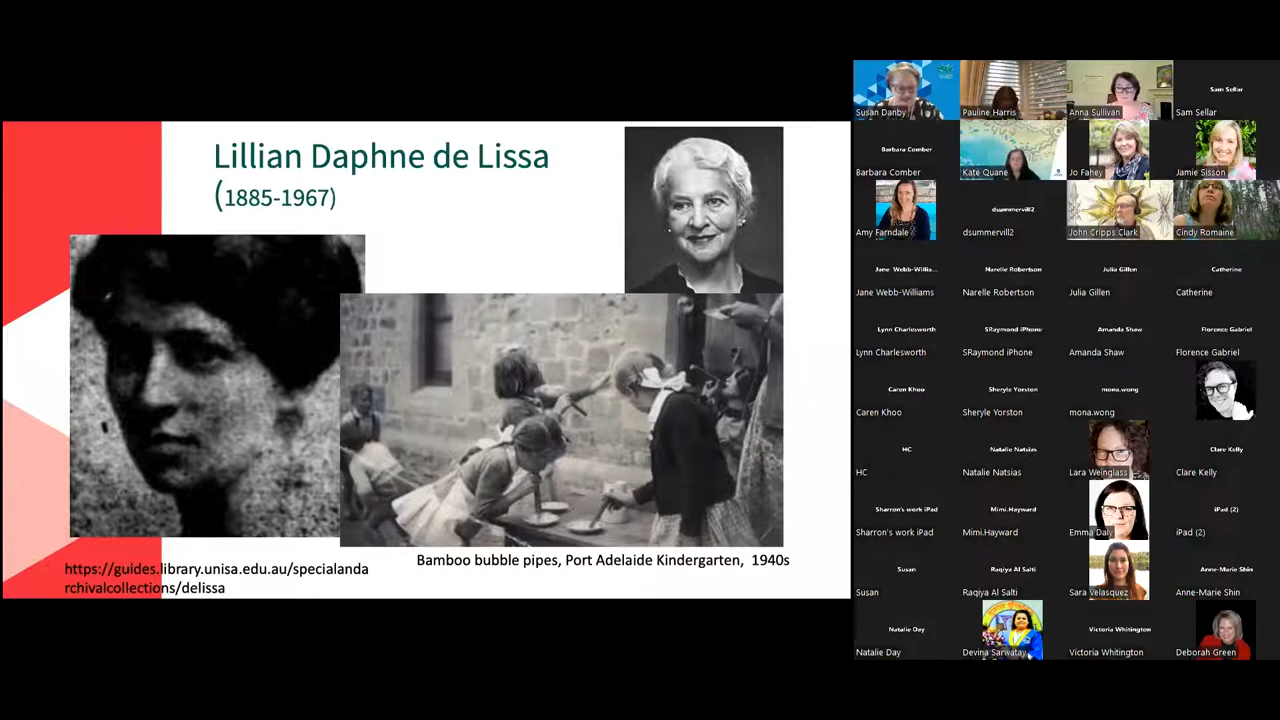 Lillian Daphne de Lissa
(1885-1967)
https://guides.library.unisa.edu.au/specialanda
rchivalcollections/delissa
Bamboo bubble pipes, Port Adelaide Kindergarten, 1940s
Susan Danby
Pauline Harris
Anna Sullivan
Sam Sellar
Sam Sellar
Barbara Comber
Barbara Comber
Kate Quane
Jo Fahey
Jamie Sisson
Amy Farndale
dsummervill2
dsummervill2
John Cripps Clark
Cindy Romaine
Jane Webb-Willia...
Jane Webb-Williams
Narelle Robertson
Narelle Robertson
Julia Gillen
Julia Gillen
Catherine
Catherine
Lynn Charlesworth
Lynn Charlesworth
SRaymond iPhone
SRaymond iPhone
Amanda Shaw
Amanda Shaw
Florence Gabriel
Florence Gabriel
Caren Khoo
Caren Khoo
Sheryle Yorston
Sheryle Yorston
mona.wong
mona.wong
HC
HC
Natalie Natsias
Natalie Natsias
Lara Weinglass
Clare Kelly
Clare Kelly
Sharron's work iPad
Sharron's work iPad
Mimi.Hayward
Mimi.Hayward
Emma Daly
iPad (2)
iPad (2)
Susan
Susan
Raqiya Al Salti
Raqiya Al Salti
Sara Velasquez
Anne-Marie Shin
Anne-Marie Shin
Natalie Day
Natalie Day
Devina Sarwatay
Victoria Whitington
Victoria Whitington
Deborah Green